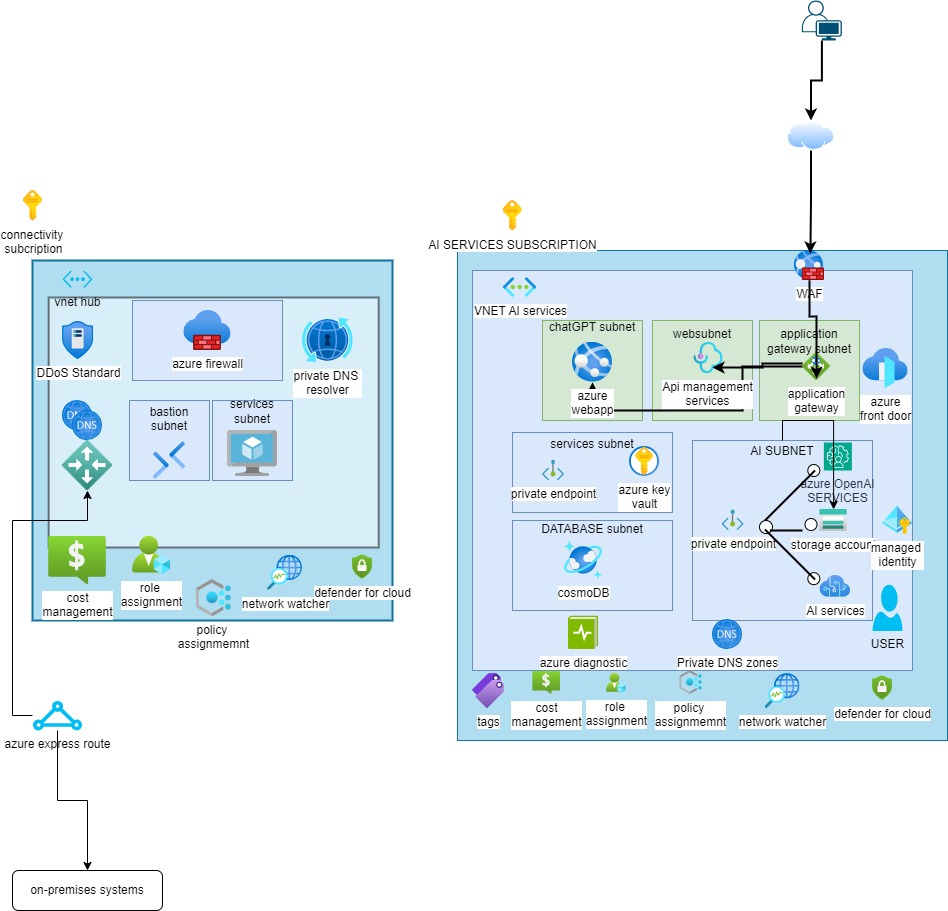 connectivity
subcription
vnet hub
DDoS Standard
azure firewall
private DNS
resolver
DNS
DNS
bastion
subnet
services
subnet
$
cost
management
role
assignment
policy
assignmemnt
network watcher
defender for cloud
azure express route
on-premises systems
AI SERVICES SUBSCRIPTION
WAF
VNET AI services
chatGPT subnet
azure
webapp
websubnet
Api management
services
application
gateway subnet
application
gateway
azure
front door
services subnet
private endpoint
azure key
vault
AI SUBNET
azure OpenAI
SERVICES
private endpoint
storage account
AI services
managed
identity
DATABASE subnet
cosmoDB
USER
azure diagnostic
DNS
Private DNS zones
tags
$
cost
management
role
assignment
policy
assignmemnt
network watcher
defender for cloud